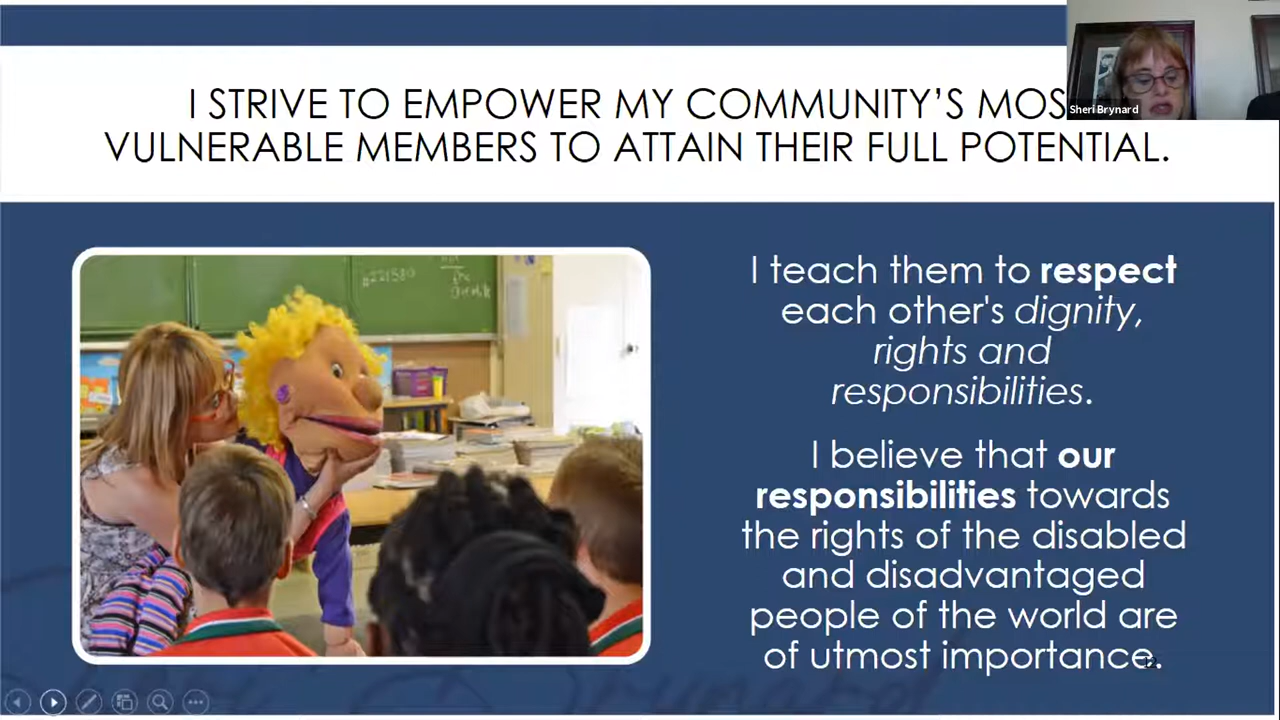 I STRIVE TO EMPOWER MY COMMUNITY'S MOS
VULNERABLE MEMBERS TO ATTAIN THEIR FULL POTENTIAL.
Sheri Brynard
I teach them to respect
each other's dignity,
rights and
responsibilities.
I believe that our
responsibilities towards
the rights of the disabled
and disadvantaged
people of the world are
of utmost importance.